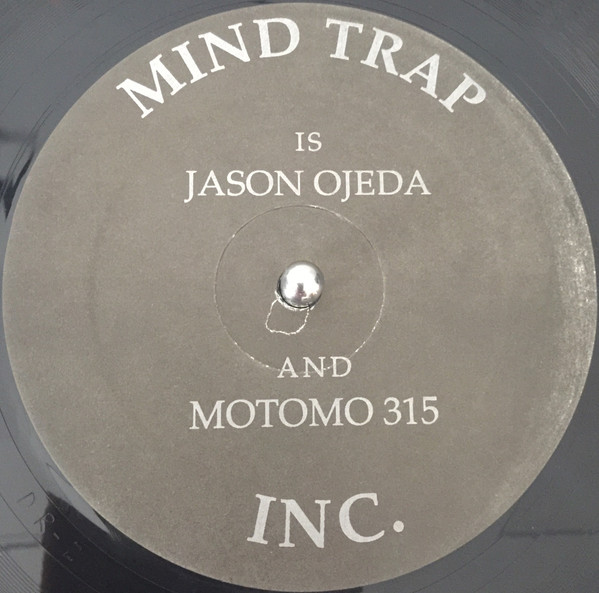 MIND TRAP
IS
JASON OJEDA
AND
MOTOMO 315
INC.